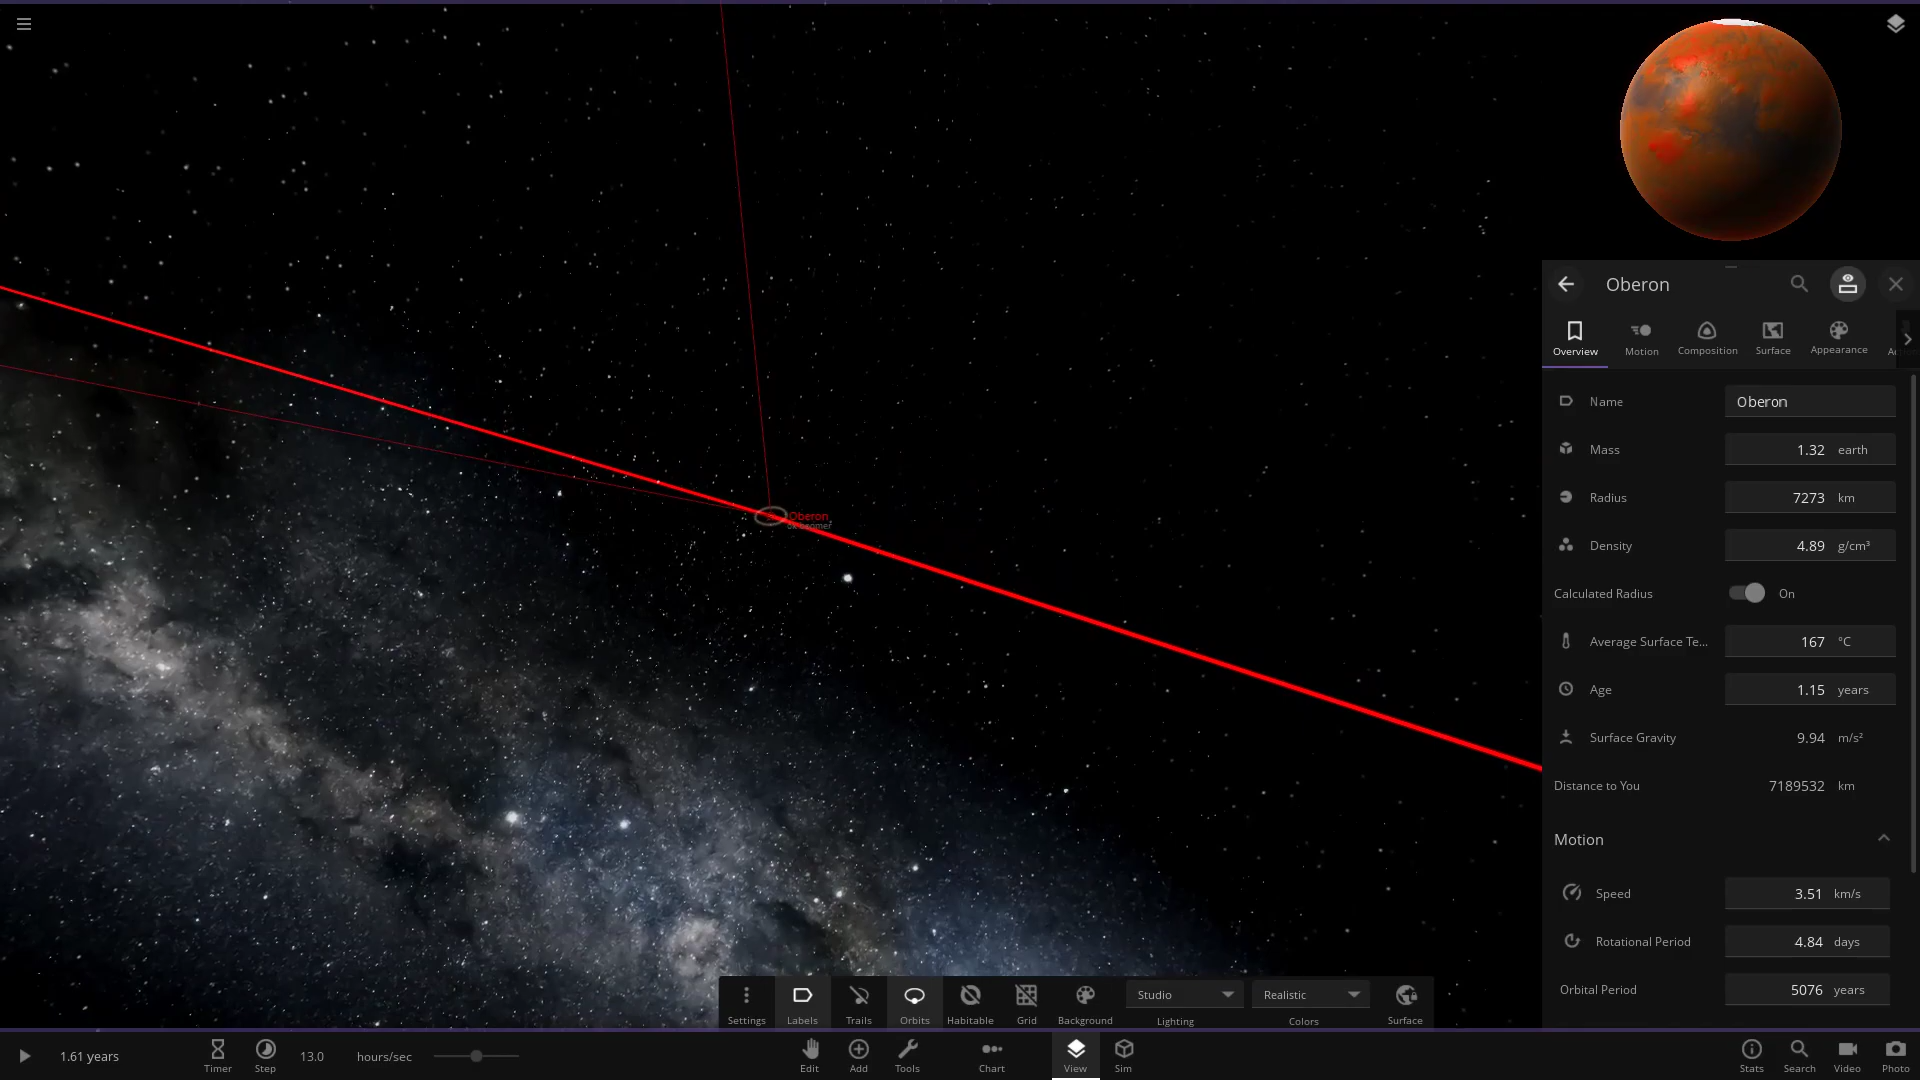 Oberon
Overview
Motion
Composition
Surface
Appearance
Name
Oberon
Mass
1.32 earth
Radius
7273 km
Density
4.89 g/cm³
Calculated Radius
On
Average Surface Te...
167 °C
Age
1.15 years
Surface Gravity
9.94 m/s²
Distance to You
7189532 km
Motion
Speed
3.51 km/s
Rotational Period
4.84 days
Orbital Period
5076 years
Oberon
Settings
Labels
Trails
Orbits
Habitable
Grid
Background
Studio
Lighting
Realistic
Colors
Surface
1.61 years
Timer
Step
13.0 hours/sec
Edit
Add
Tools
Chart
View
Sim
Stats
Search
Video
Photo